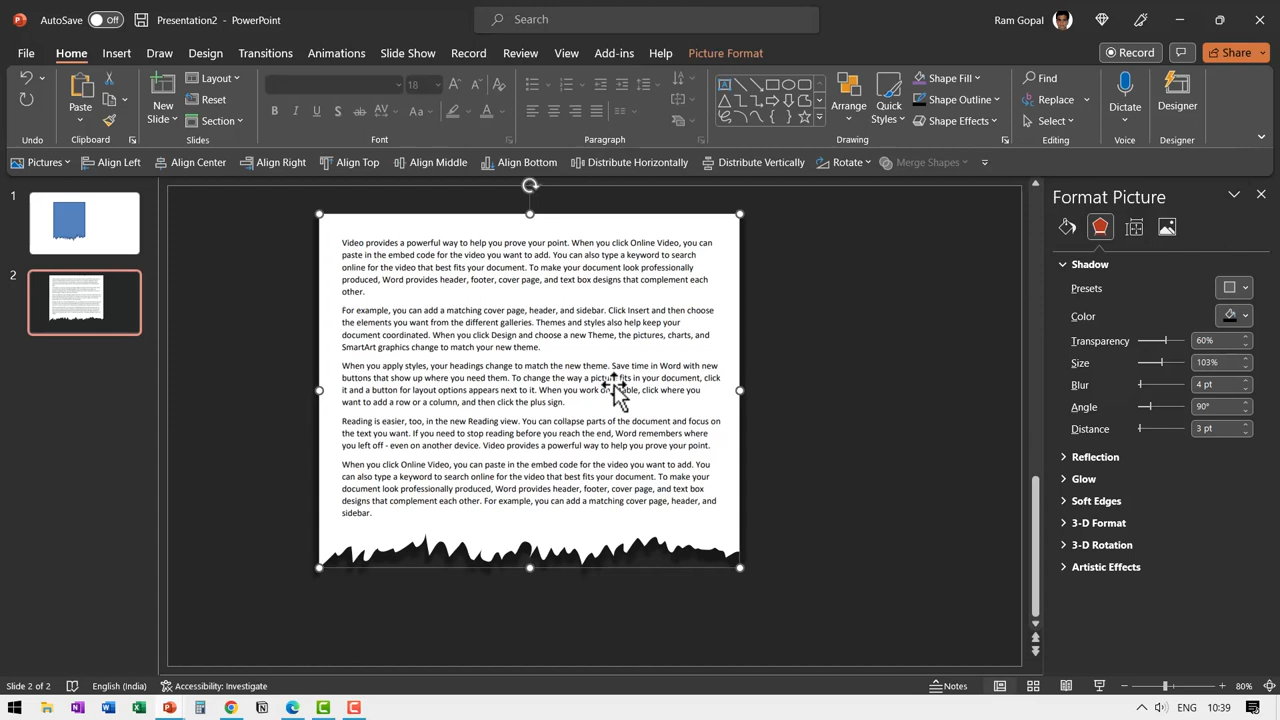 AutoSave Off Presentation2 - PowerPoint Search Ram Gopal
File Home Insert Draw Design Transitions Animations Slide Show Record Review View Add-ins Help Picture Format Record Share
Paste New Slide Layout Reset Section 18 Arrange Quick Styles Shape Fill Shape Outline Shape Effects Find Replace Select Dictate Designer
Undo Clipboard Slides Font Paragraph Drawing Editing Voice Designer
Pictures Align Left Align Center Align Right Align Top Align Middle Align Bottom Distribute Horizontally Distribute Vertically Rotate Merge Shapes
1
2
Video provides a powerful way to help you prove your point. When you click Online Video, you can
paste in the embed code for the video you want to add. You can also type a keyword to search
online for the video that best fits your document. To make your document look professionally
produced, Word provides header, footer, cover page, and text box designs that complement each
other.
For example, you can add a matching cover page, header, and sidebar. Click Insert and then choose
the elements you want from the different galleries. Themes and styles also help keep your
document coordinated. When you click Design and choose a new Theme, the pictures, charts, and
SmartArt graphics change to match your new theme.
When you apply styles, your headings change to match the new theme. Save time in Word with new
buttons that show up where you need them. To change the way a picture fits in your document, click
it and a button for layout options appears next to it. When you work on table, click where you
want to add a row or a column, and then click the plus sign.
Reading is easier, too, in the new Reading view. You can collapse parts of the document and focus on
the text you want. If you need to stop reading before you reach the end, Word remembers where
you left off - even on another device. Video provides a powerful way to help you prove your point.
When you click Online Video, you can paste in the embed code for the video you want to add. You
can also type a keyword to search online for the video that best fits your document. To make your
document look professionally produced, Word provides header, footer, cover page, and text box
designs that complement each other. For example, you can add a matching cover page, header, and
sidebar.
Format Picture
Shadow
Presets
Color
Transparency 60%
Size 103%
Blur 4 pt
Angle 90°
Distance 3 pt
Reflection
Glow
Soft Edges
3-D Format
3-D Rotation
Artistic Effects
Slide 2 of 2 English (India) Accessibility: Investigate Notes 80%
ENG 10:39